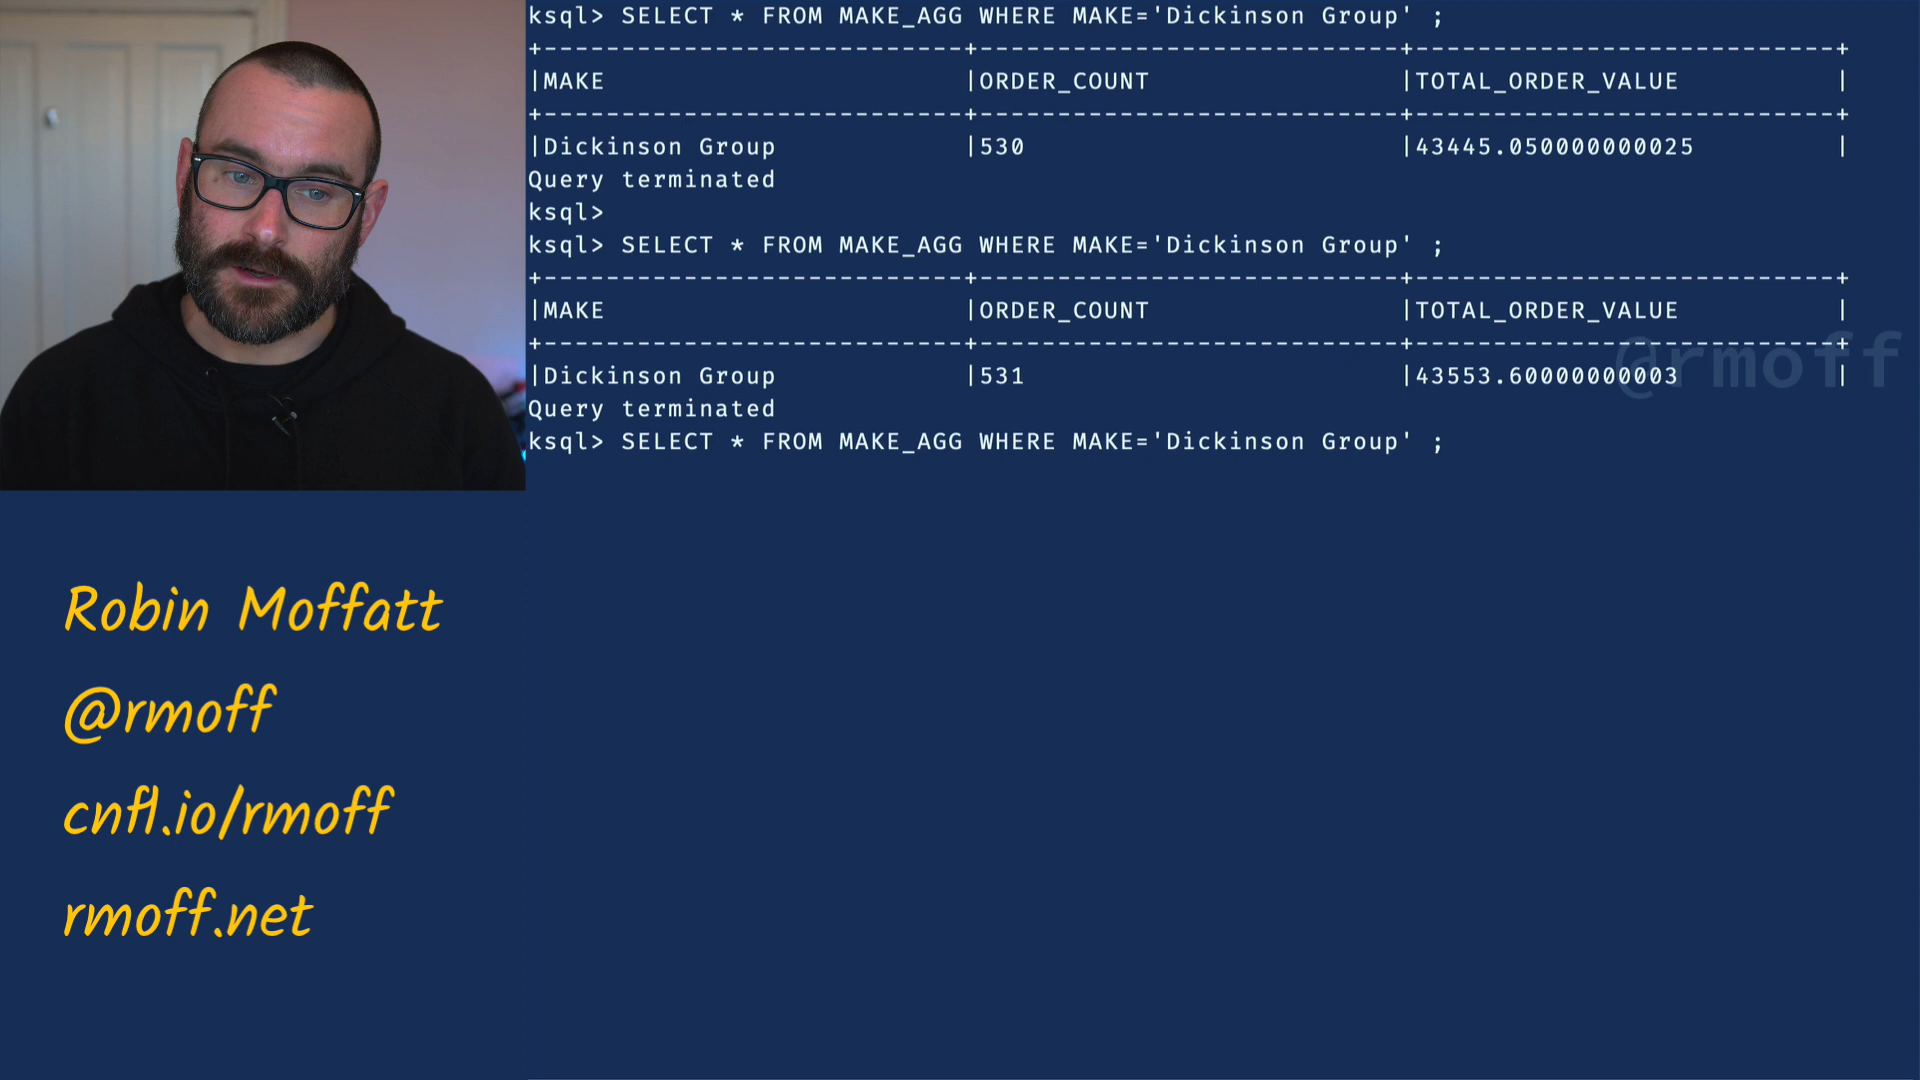 ksql> SELECT * FROM MAKE_AGG WHERE MAKE='Dickinson Group' ;
+---------------------------+---------------------------+---------------------------+
|MAKE                       |ORDER_COUNT                |TOTAL_ORDER_VALUE          |
+---------------------------+---------------------------+---------------------------+
|Dickinson Group            |530                        |43445.050000000025         |
Query terminated
ksql>
ksql> SELECT * FROM MAKE_AGG WHERE MAKE='Dickinson Group' ;
+---------------------------+---------------------------+---------------------------+
|MAKE                       |ORDER_COUNT                |TOTAL_ORDER_VALUE          |
+---------------------------+---------------------------+---------------------------+
|Dickinson Group            |531                        |43553.60000000003          |
Query terminated
ksql> SELECT * FROM MAKE_AGG WHERE MAKE='Dickinson Group' ;
@rmoff
Robin Moffatt
@rmoff
cnfl.io/rmoff
rmoff.net